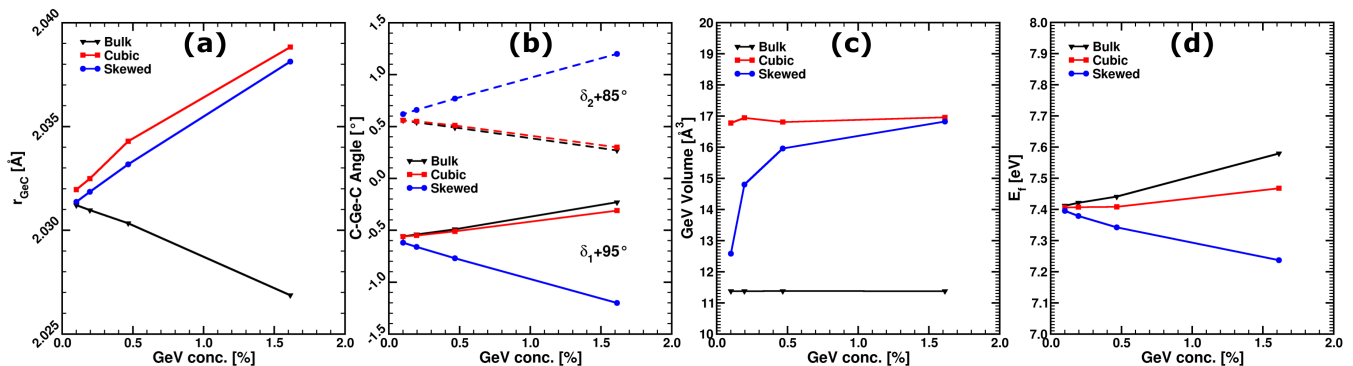 (a)
Bulk
Cubic
Skewed
2.040
2.035
2.030
2.025
r_GeC [Å]
0.0 0.5 1.0 1.5 2.0
GeV conc. [%]
(b)
1.5
1.0
0.5
0.0
-0.5
-1.0
-1.5
C-Ge-C Angle [°]
δ₂+85°
Bulk
Cubic
Skewed
δ₁+95°
0.0 0.5 1.0 1.5 2.0
GeV conc. [%]
(c)
Bulk
Cubic
Skewed
20
19
18
17
16
15
14
13
12
11
10
GeV Volume [Å³]
0.0 0.5 1.0 1.5 2.0
GeV conc. [%]
(d)
Bulk
Cubic
Skewed
8.0
7.9
7.8
7.7
7.6
7.5
7.4
7.3
7.2
7.1
7.0
E_f [eV]
0.0 0.5 1.0 1.5 2.0
GeV conc. [%]